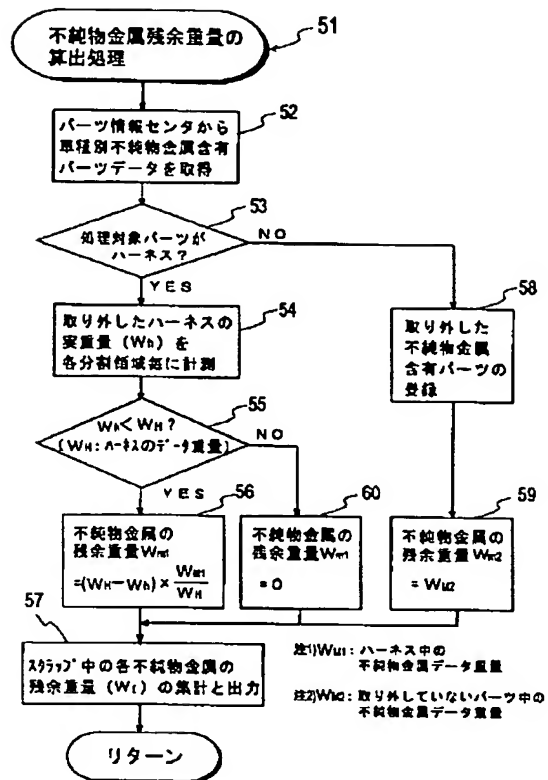 不純物金属残余重量の
算出処理
51
52
パーツ情報センタから
車種別不純物金属含有
パーツデータを取得
53
処理対象パーツが
ハーネス？
NO
YES
54
取り外したハーネスの
実重量（Wh）を
各分割領域毎に計測
58
取り外した
不純物金属
含有パーツの
登録
55
Wh＜WH？
（WH：ハーネスのデータ重量）
NO
YES
56
不純物金属の
残余重量Wm1
=(WH−Wh)×WM1/WH
60
不純物金属の
残余重量Wm1
=0
59
不純物金属の
残余重量Wm2
=WM2
57
スクラップ中の各不純物金属の
残余重量（Wf）の集計と出力
注1)WM1：ハーネス中の
不純物金属データ重量
注2)WM2：取り外していないパーツ中の
不純物金属データ重量
リターン